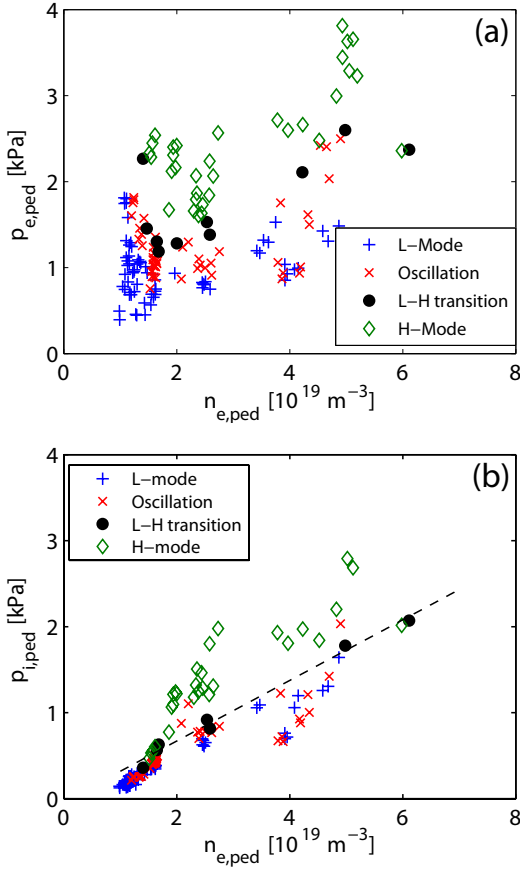 (a)
4
3
2
1
0
p_e,ped [kPa]
L−Mode
Oscillation
L−H transition
H−Mode
0 2 4 6 8
n_e,ped [10^19 m^−3]
(b)
4
3
2
1
0
p_i,ped [kPa]
L−mode
Oscillation
L−H transition
H−mode
0 2 4 6 8
n_e,ped [10^19 m^−3]